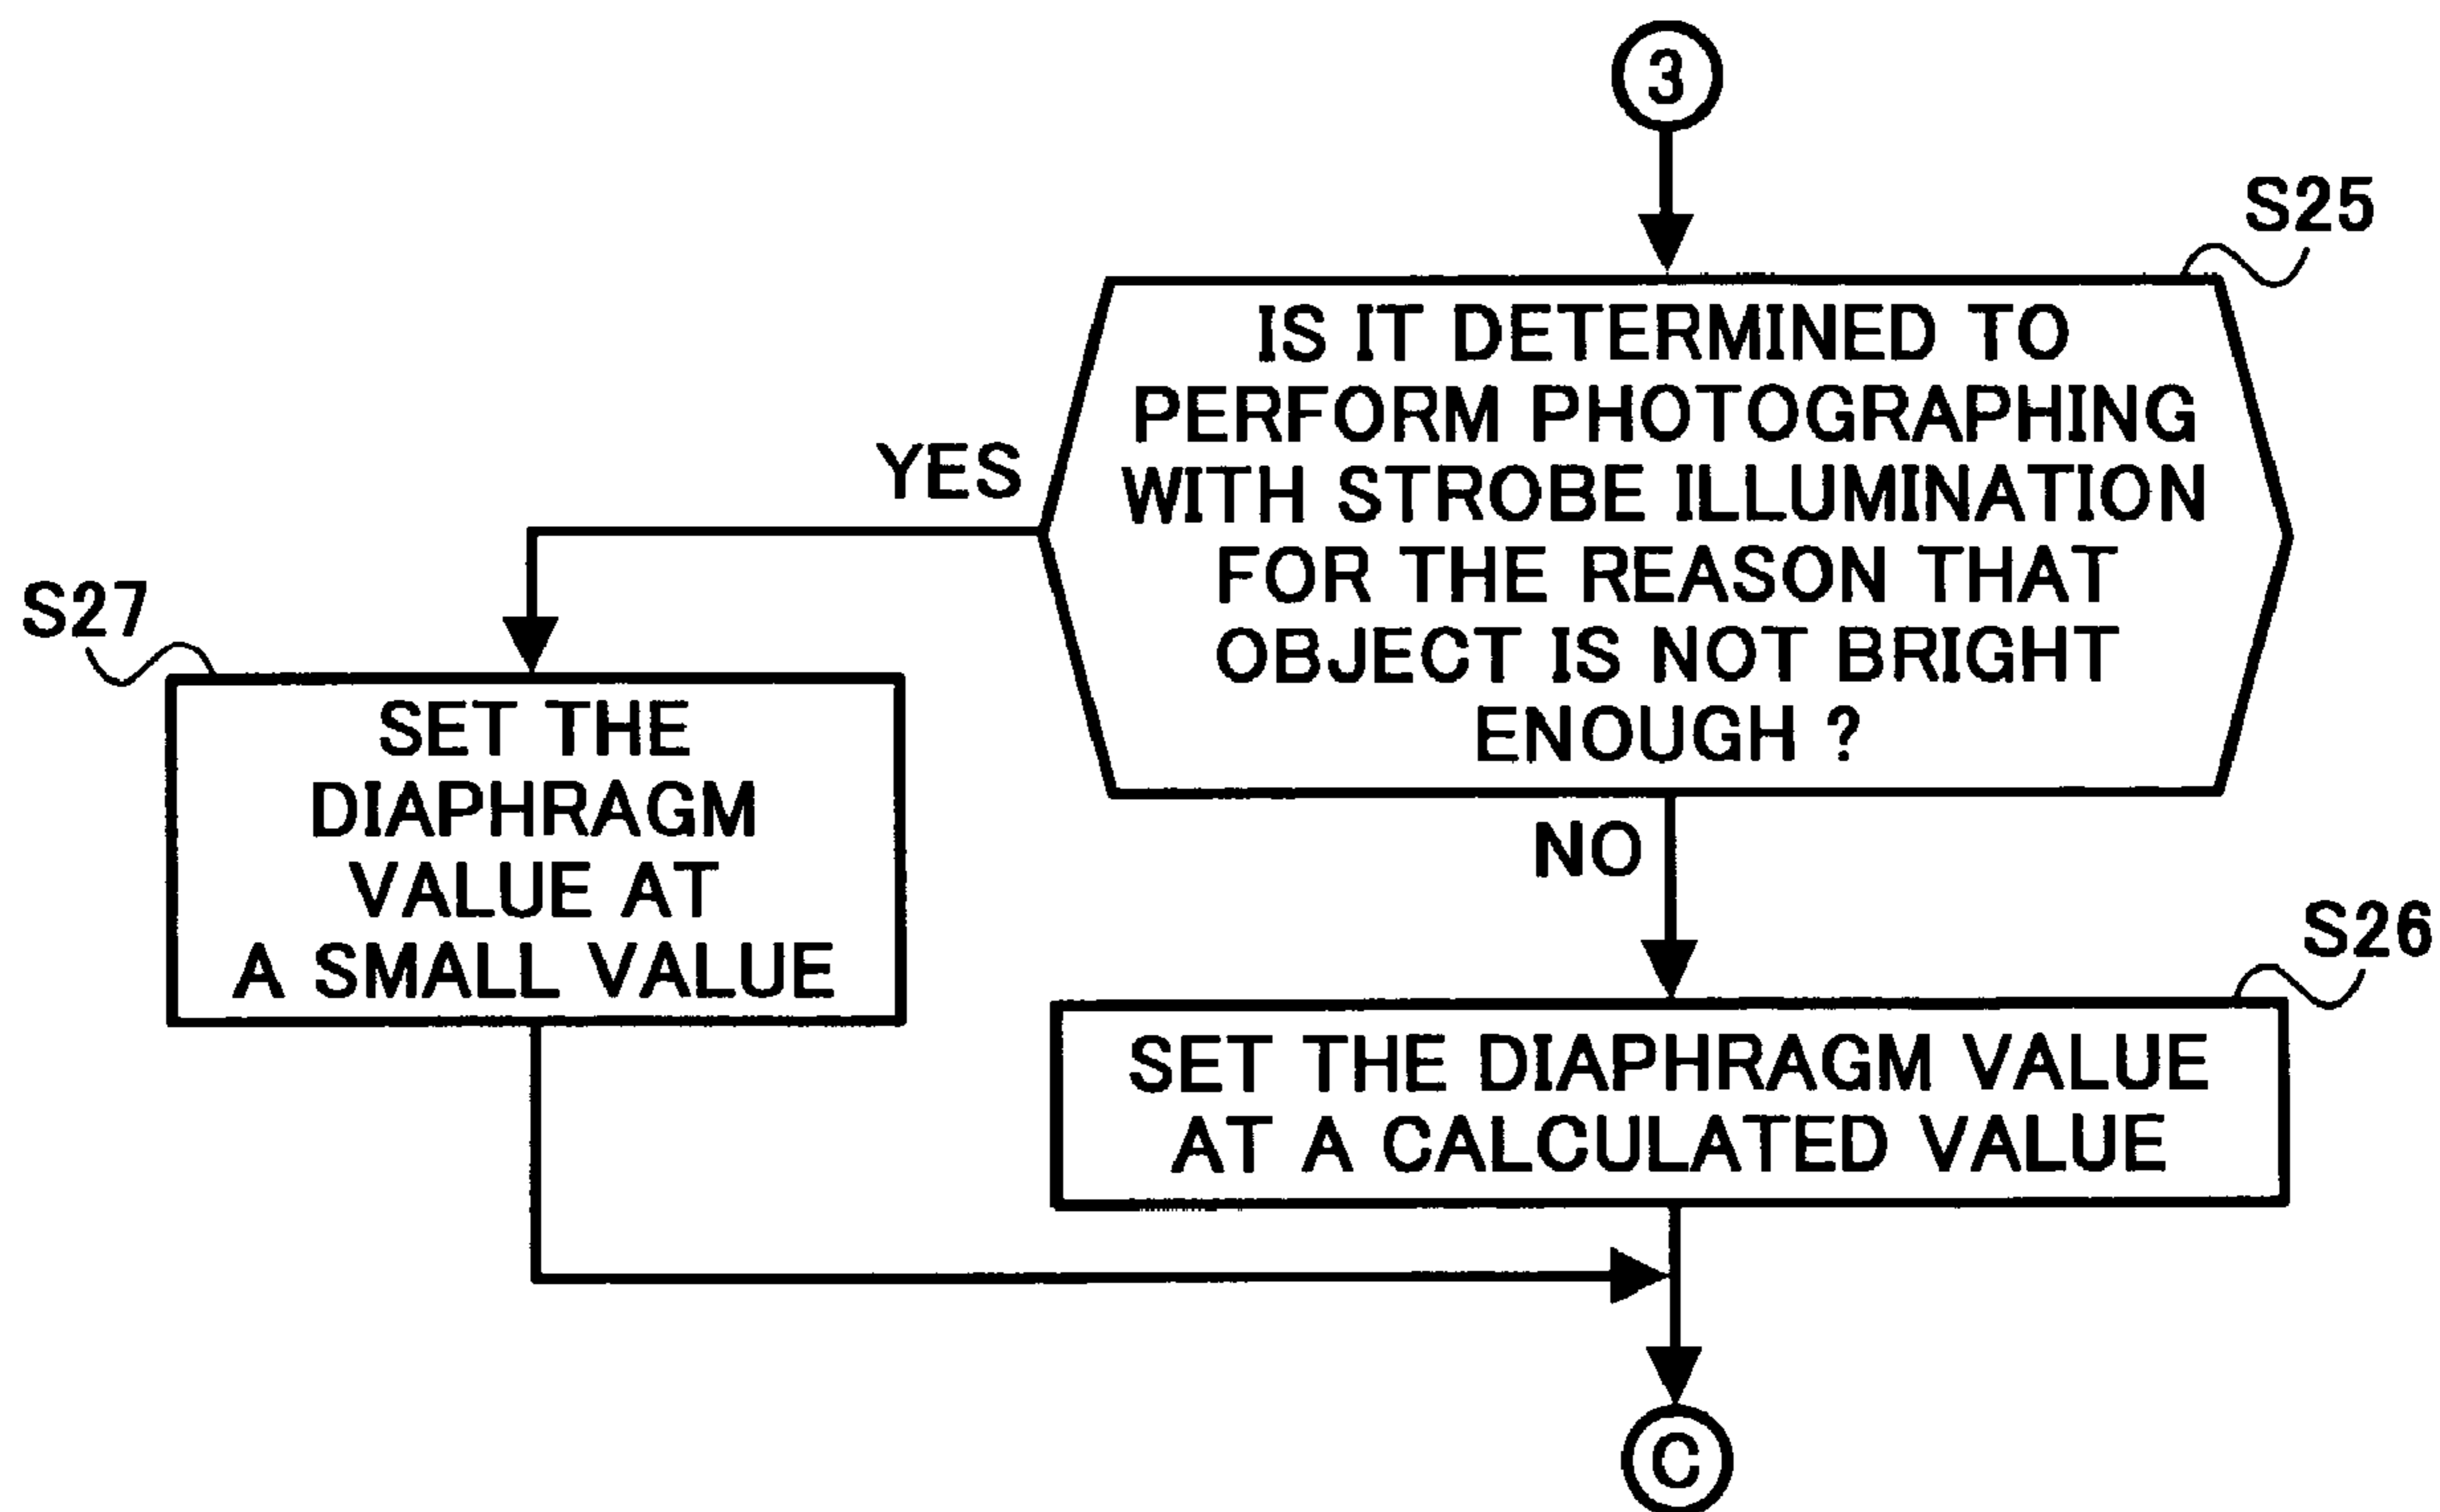 3
S25
IS IT DETERMINED TO
PERFORM PHOTOGRAPHING
WITH STROBE ILLUMINATION
FOR THE REASON THAT
OBJECT IS NOT BRIGHT
ENOUGH ?
YES
NO
S27
SET THE
DIAPHRAGM
VALUE AT
A SMALL VALUE
S26
SET THE DIAPHRAGM VALUE
AT A CALCULATED VALUE
C